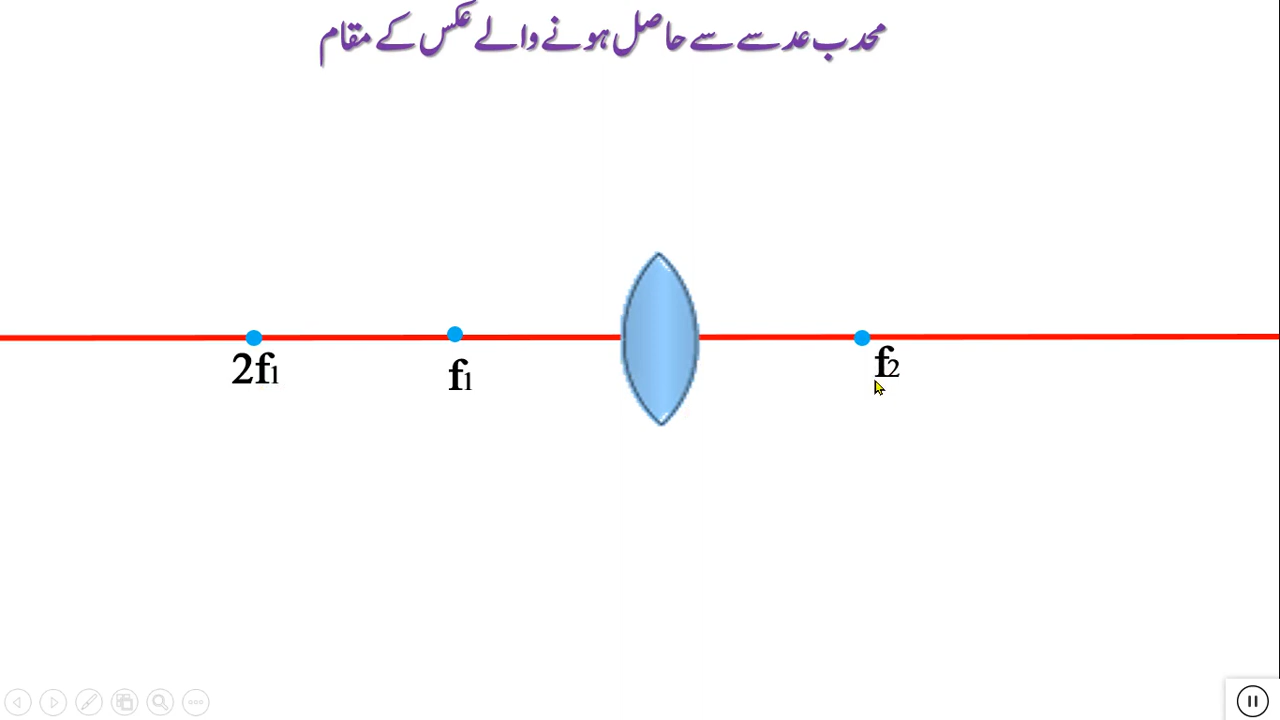 محدب عدسے سے حاصل ہونے والے عکس کے مقام
2f1
f1
f2